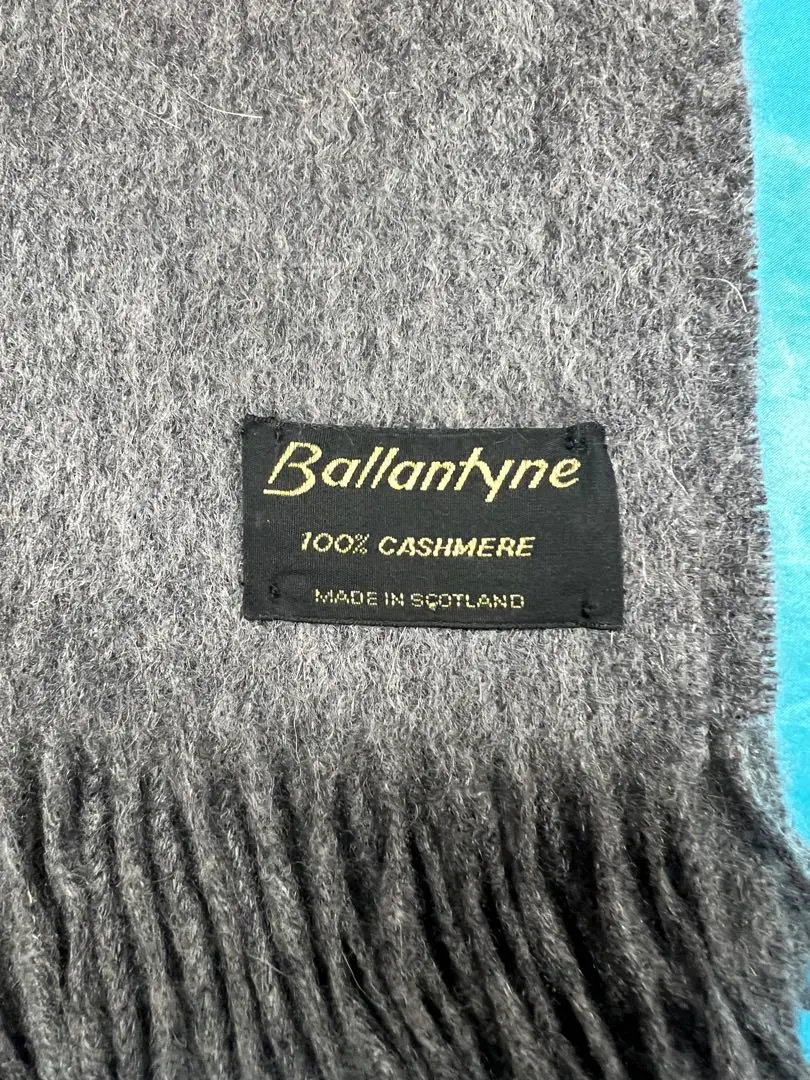 Ballantyne
100% CASHMERE
MADE IN SCOTLAND